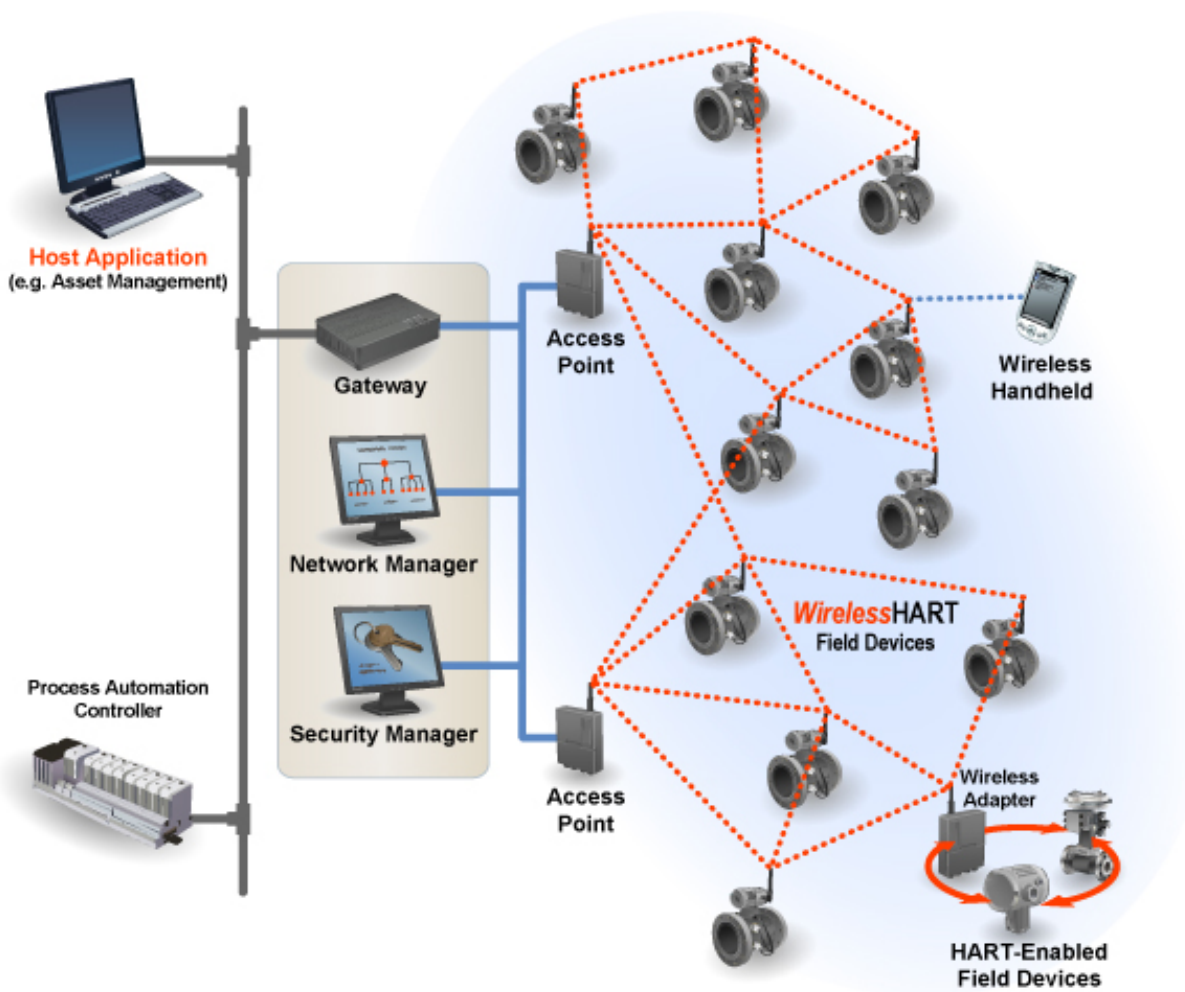 Host Application
(e.g. Asset Management)
Gateway
Access
Point
Wireless
Handheld
Network Manager
WirelessHART
Field Devices
Process Automation
Controller
Security Manager
Access
Point
Wireless
Adapter
HART-Enabled
Field Devices